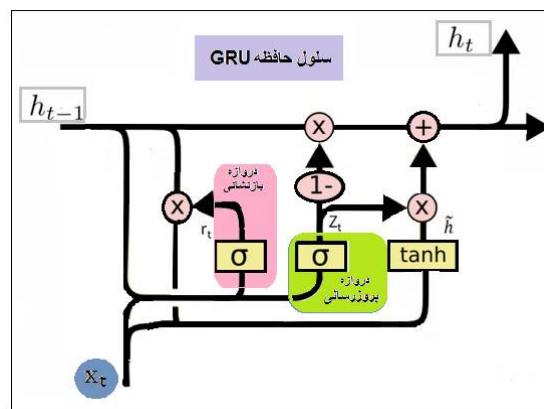 سلول حافظه GRU
h_t
h_{t-1}
X
+
دروازه
بازنشانی
1-
X
r_t
Z_t
X
h̃
σ
σ
tanh
دروازه
بروزرسانی
x_t